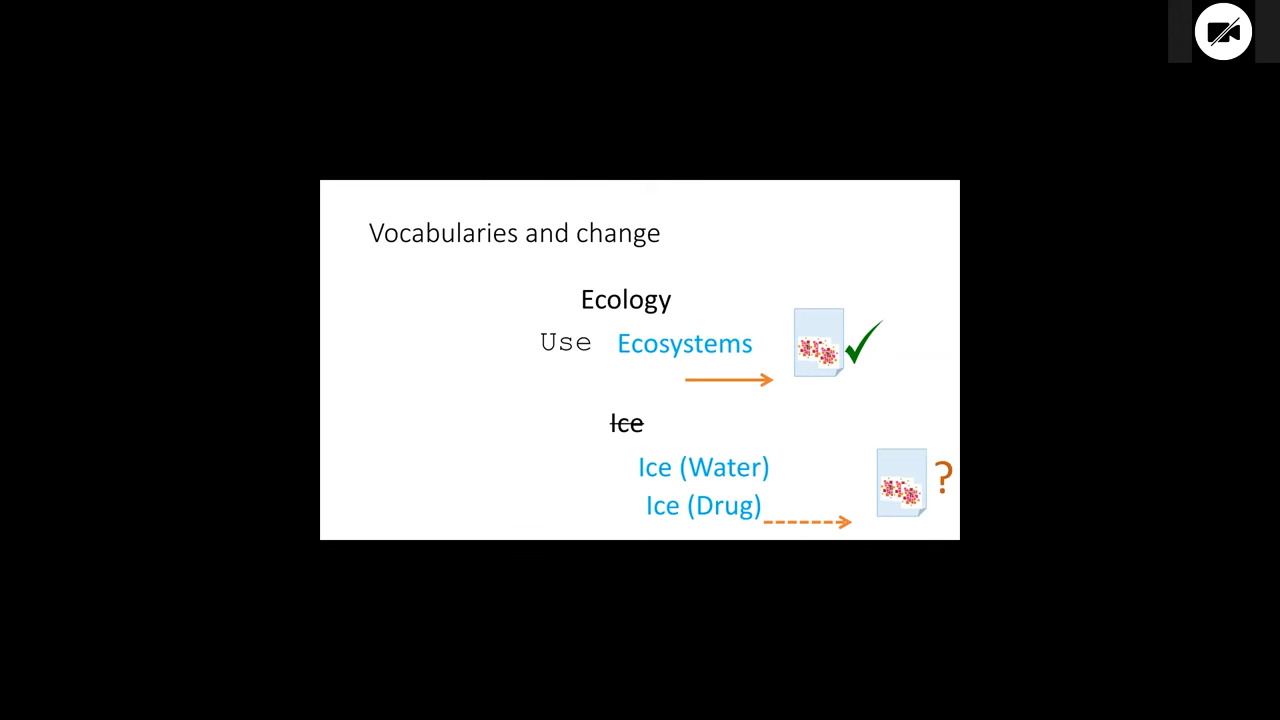 Vocabularies and change
Ecology
Use Ecosystems
Ice
Ice (Water)
Ice (Drug)
?